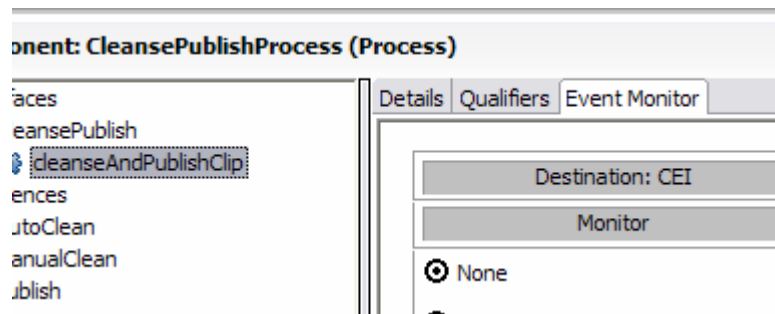 onent: CleansePublishProcess (Process)
faces
eansePublish
cleanseAndPublishClip
ences
utoClean
anualClean
ublish
Details Qualifiers Event Monitor
Destination: CEI
Monitor
None